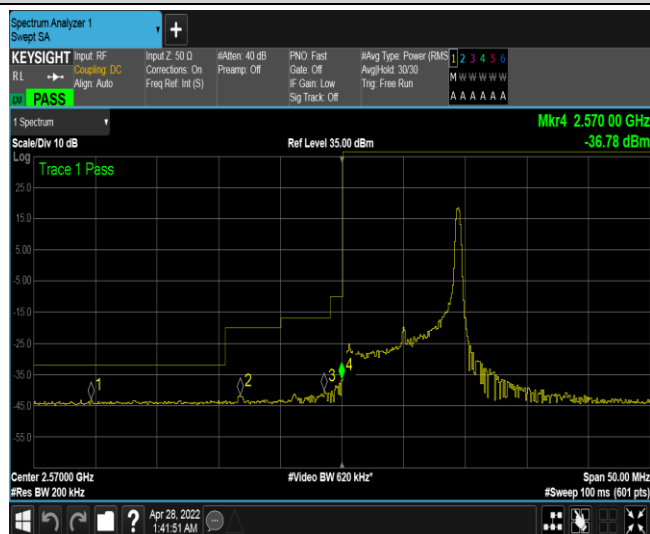 Spectrum Analyzer 1
Swept SA
+
KEYSIGHT
RL
LXI PASS
Input: RF
Coupling: DC
Align: Auto
Input Z: 50 Ω
Corrections: On
Freq Ref: Int (S)
#Atten: 40 dB
Preamp: Off
PNO: Fast
Gate: Off
IF Gain: Low
Sig Track: Off
#Avg Type: Power (RMS
Avg|Hold: 30/30
Trig: Free Run
1 2 3 4 5 6
M W W W W W
A A A A A A
1 Spectrum
Mkr4 2.570 00 GHz
Scale/Div 10 dB
Ref Level 35.00 dBm
-36.78 dBm
Log
Trace 1 Pass
25.0
15.0
5.00
-5.00
-15.0
-25.0
-35.0
-45.0
-55.0
1
2
3
4
Center 2.57000 GHz
#Video BW 620 kHz*
Span 50.00 MHz
#Res BW 200 kHz
#Sweep 100 ms (601 pts)
?
Apr 28, 2022
1:41:51 AM